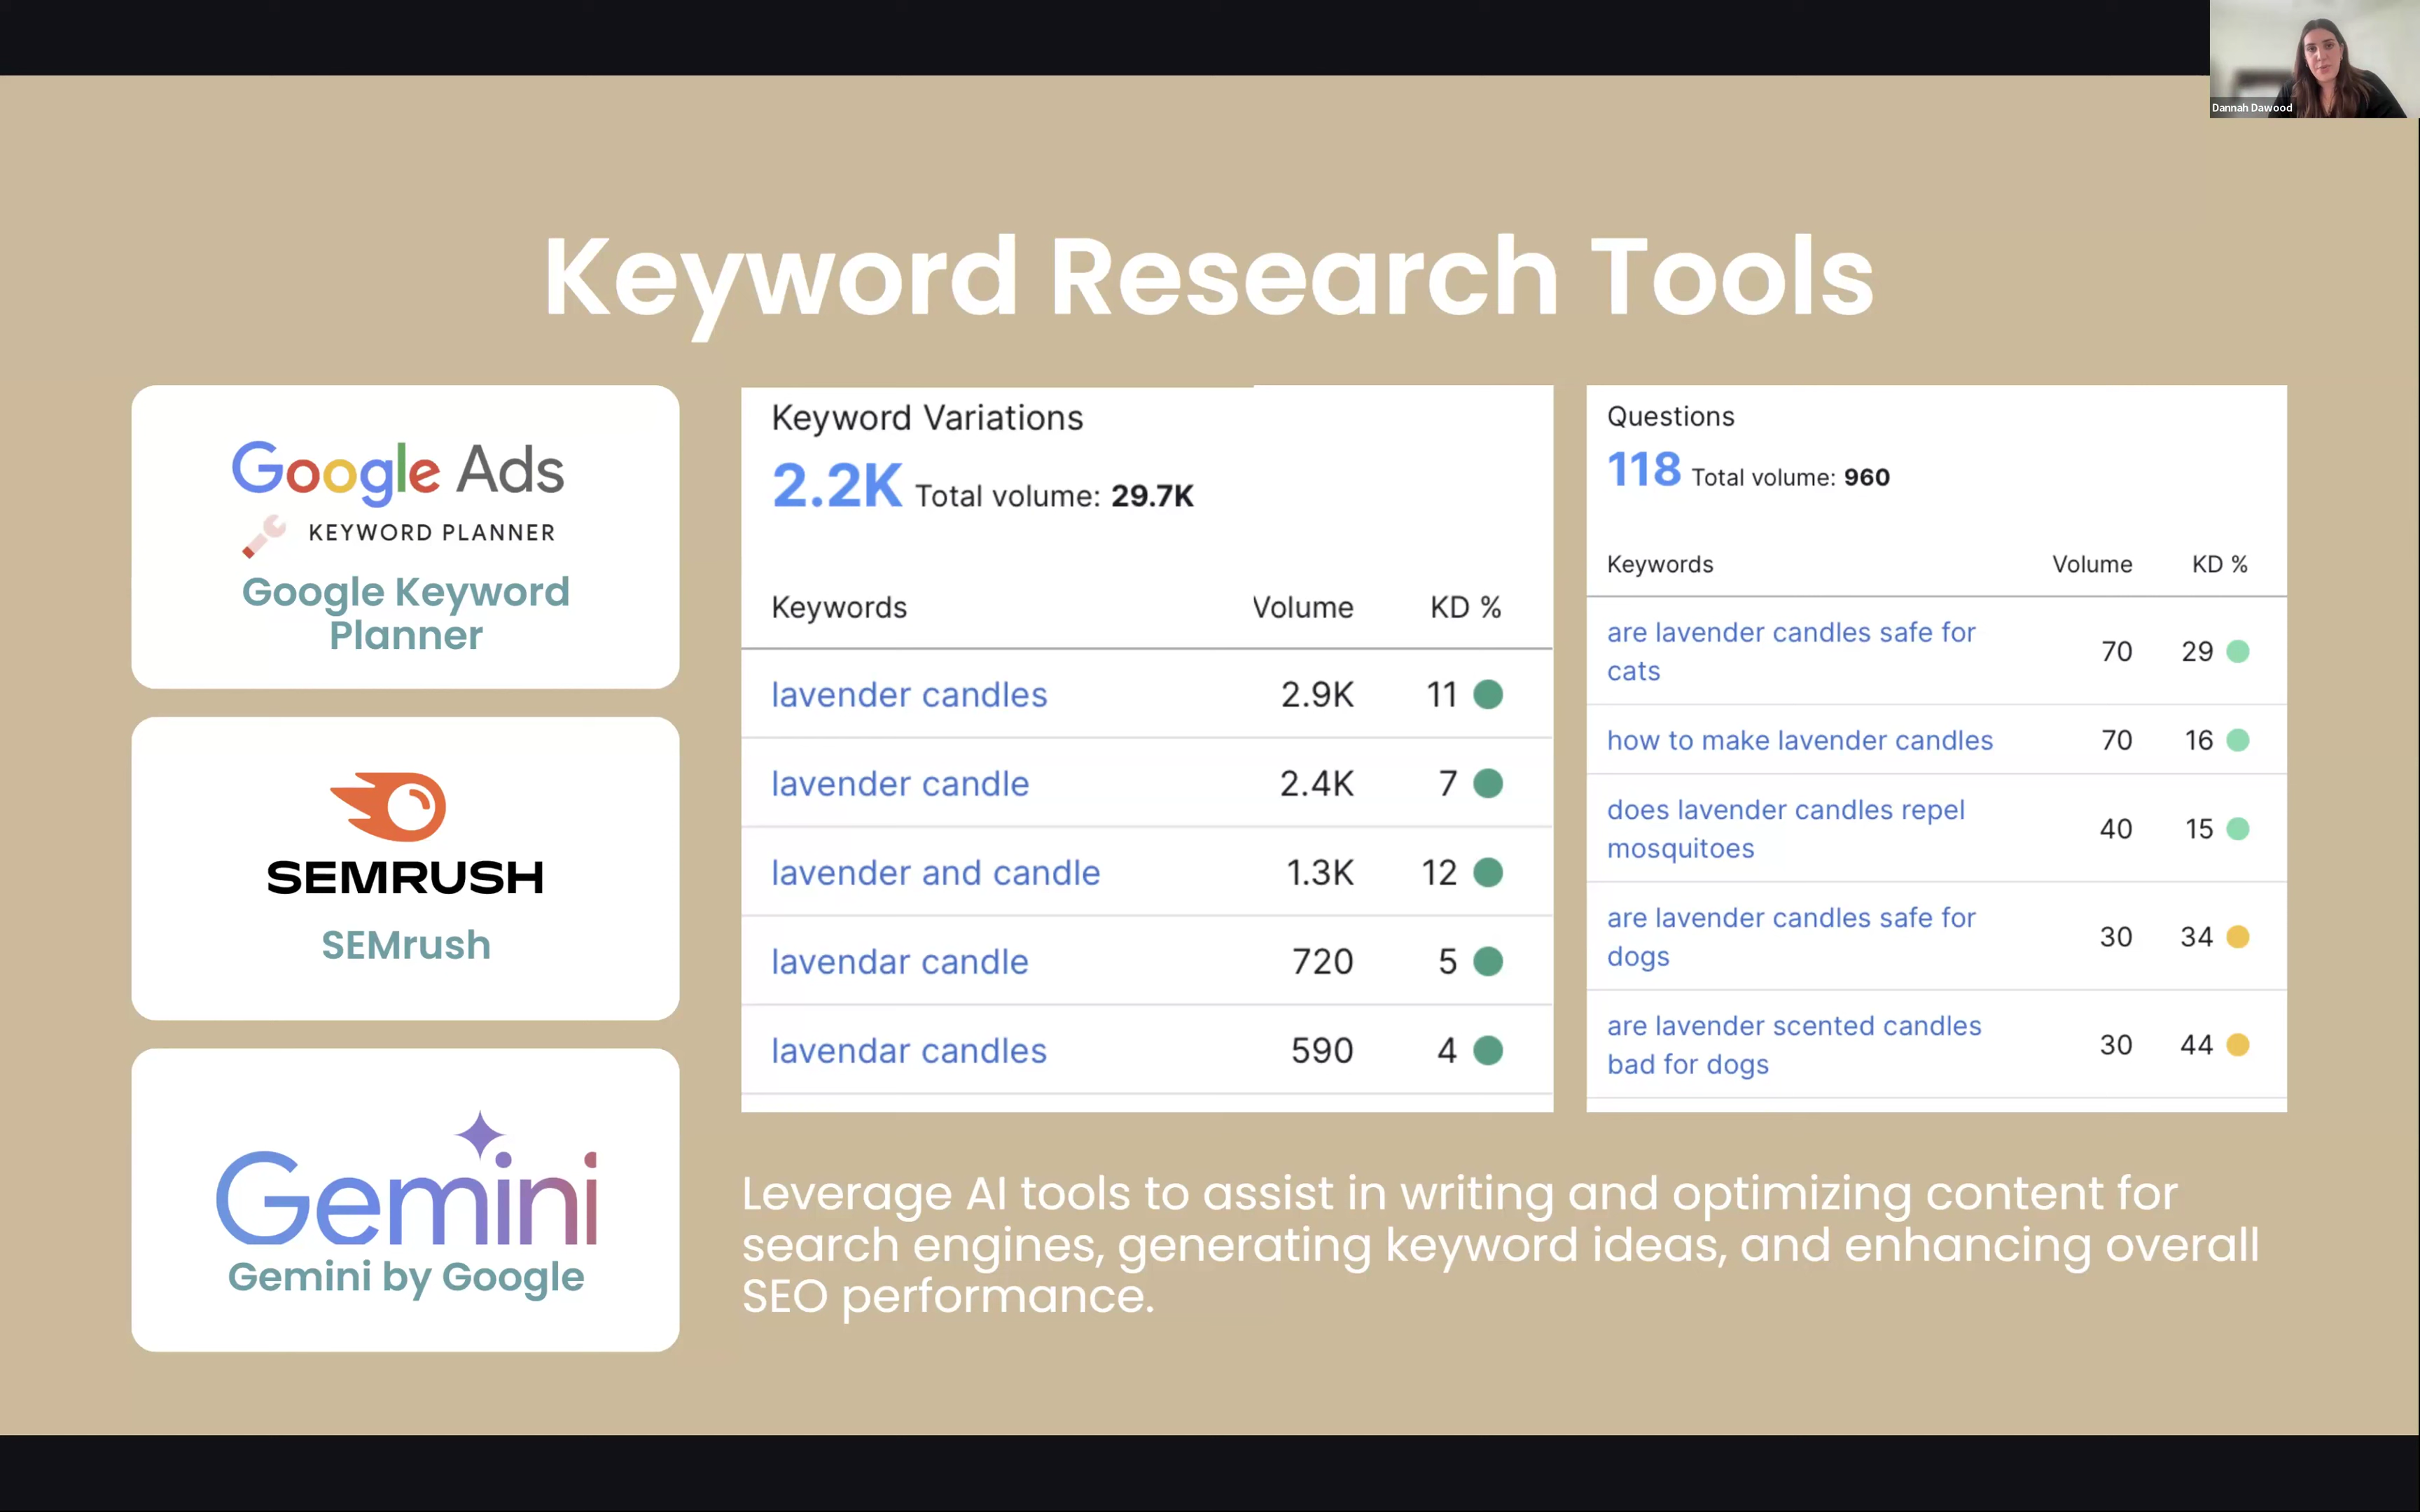 Dannah Dawood
Keyword Research Tools
Google Ads
KEYWORD PLANNER
Google Keyword
Planner
SEMRUSH
SEMrush
Gemini
Gemini by Google
Keyword Variations
2.2K Total volume: 29.7K
Keywords Volume KD %
lavender candles 2.9K 11
lavender candle 2.4K 7
lavender and candle 1.3K 12
lavendar candle 720 5
lavendar candles 590 4
Questions
118 Total volume: 960
Keywords Volume KD %
are lavender candles safe for
cats 70 29
how to make lavender candles 70 16
does lavender candles repel
mosquitoes 40 15
are lavender candles safe for
dogs 30 34
are lavender scented candles
bad for dogs 30 44
Leverage AI tools to assist in writing and optimizing content for
search engines, generating keyword ideas, and enhancing overall
SEO performance.